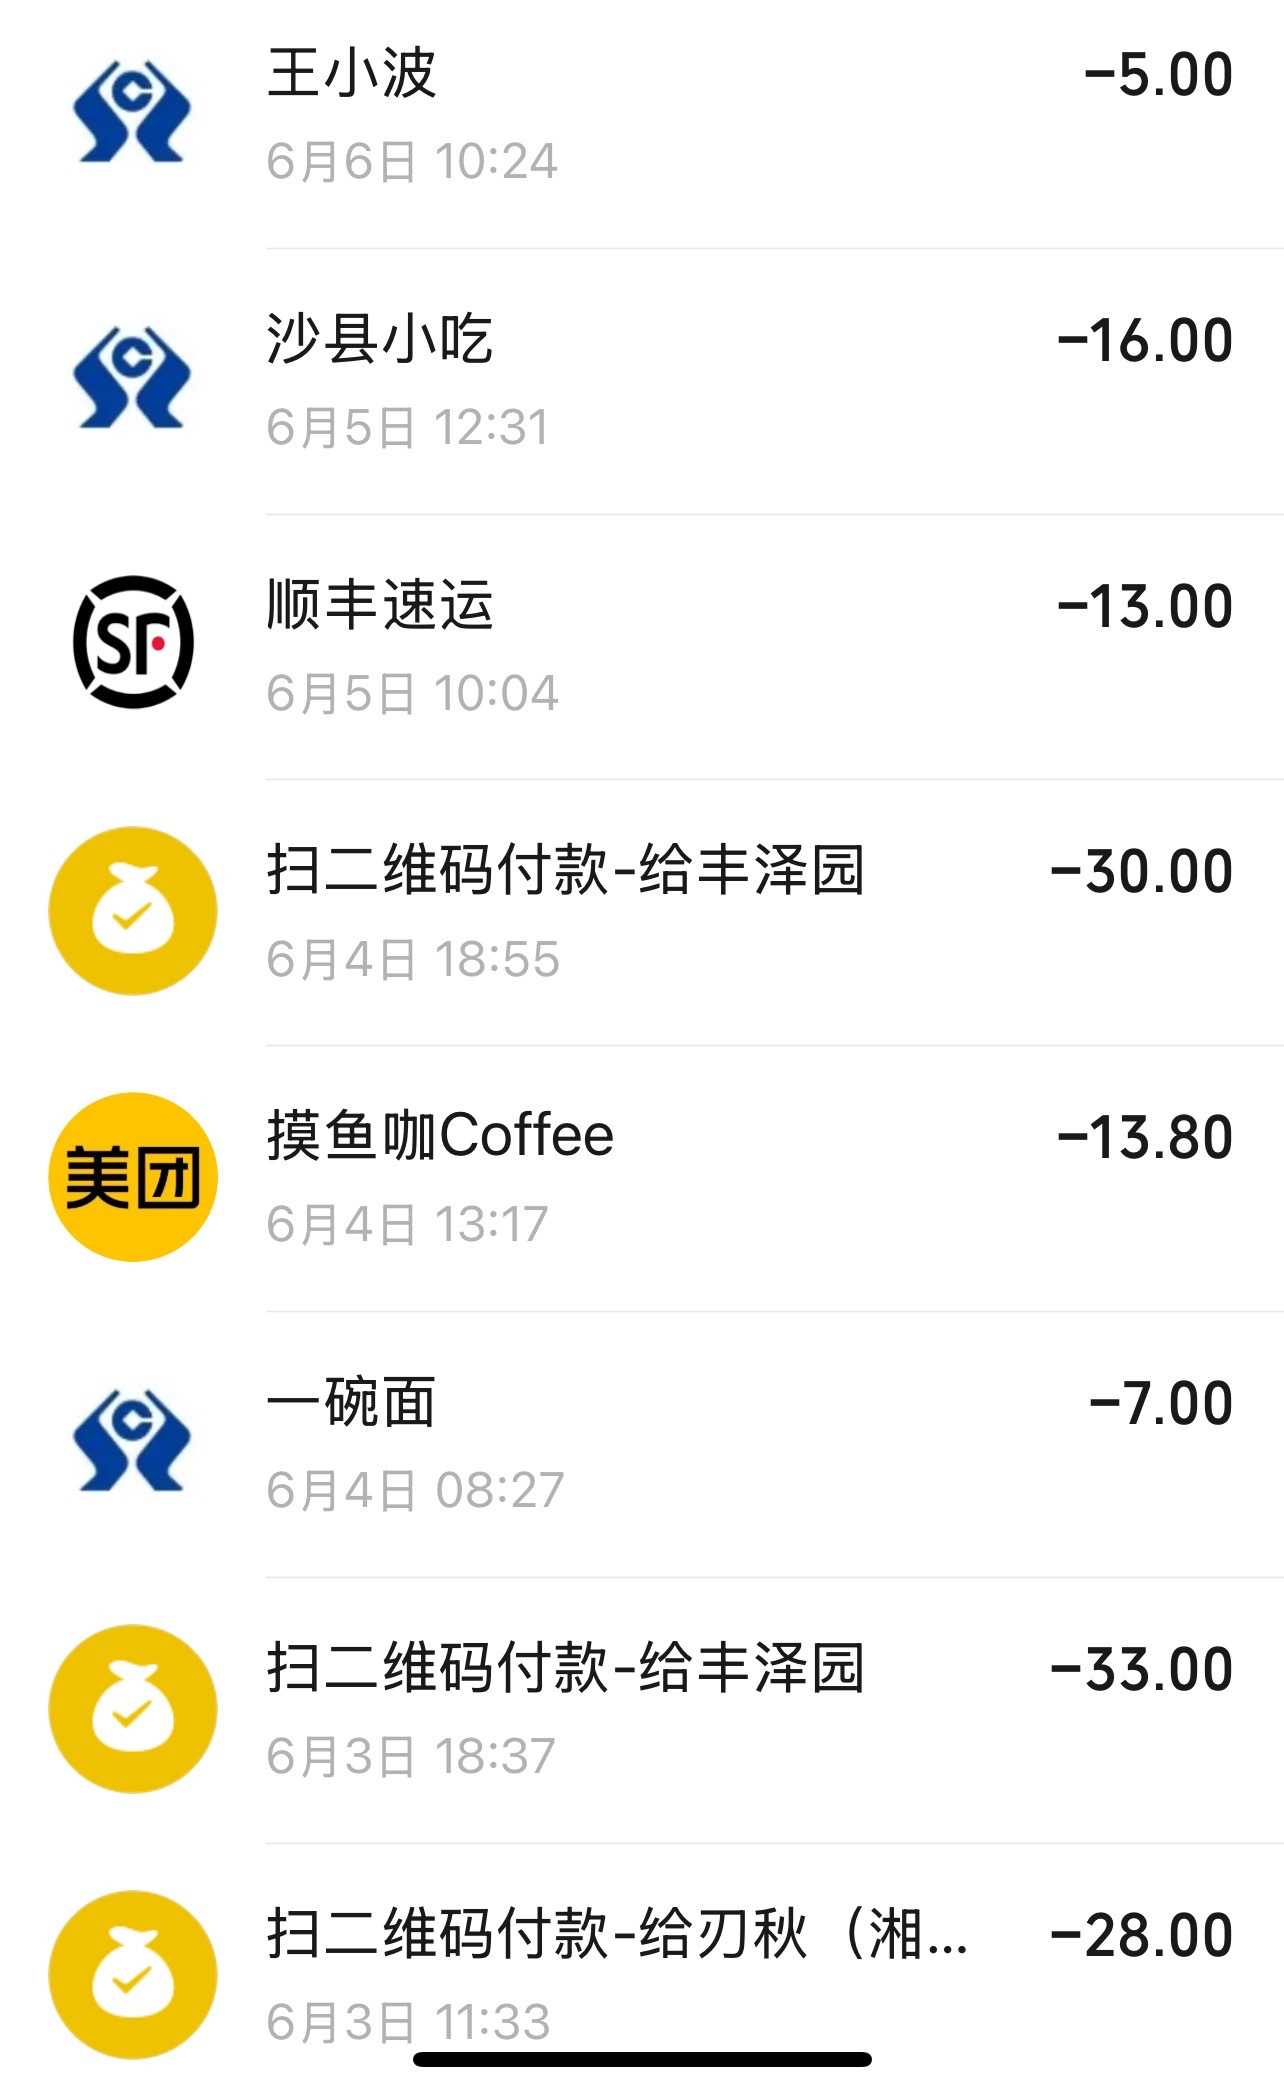 王小波
-5.00
6月6日 10:24
沙县小吃
-16.00
6月5日 12:31
SF
顺丰速运
-13.00
6月5日 10:04
扫二维码付款-给丰泽园
-30.00
6月4日 18:55
美团
摸鱼咖Coffee
-13.80
6月4日 13:17
一碗面
-7.00
6月4日 08:27
扫二维码付款-给丰泽园
-33.00
6月3日 18:37
扫二维码付款-给刃秋（湘...
-28.00
6月3日 11:33